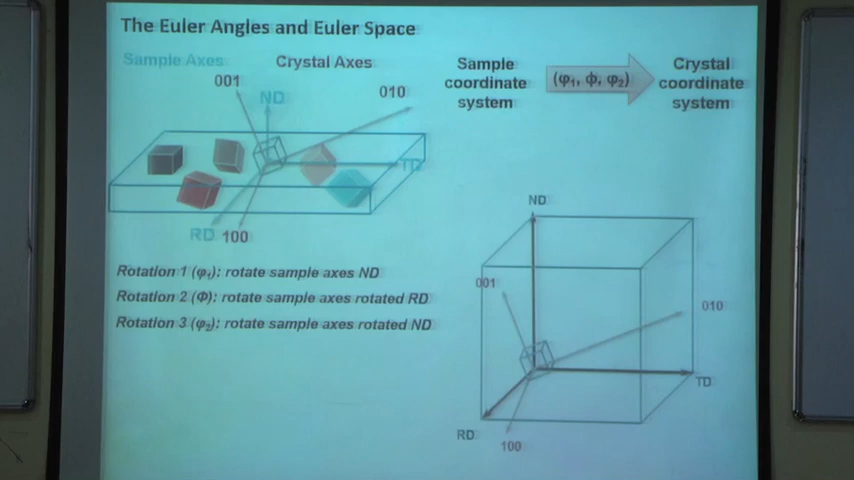 The Euler Angles and Euler Space
Sample Axes
Crystal Axes
001
ND
010
TD
RD 100
Sample coordinate system
(φ₁, ϕ, φ₂)
Crystal coordinate system
Rotation 1 (φ₁): rotate sample axes ND
Rotation 2 (Φ): rotate sample axes rotated RD
Rotation 3 (φ₂): rotate sample axes rotated ND
ND
001
010
TD
RD
100